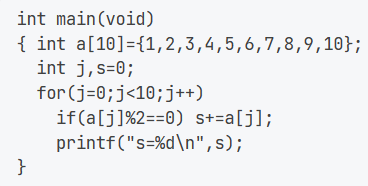 int main(void)
{ int a[10]={1,2,3,4,5,6,7,8,9,10};
  int j,s=0;
  for(j=0;j<10;j++)
    if(a[j]%2==0) s+=a[j];
    printf("s=%d\n",s);
}